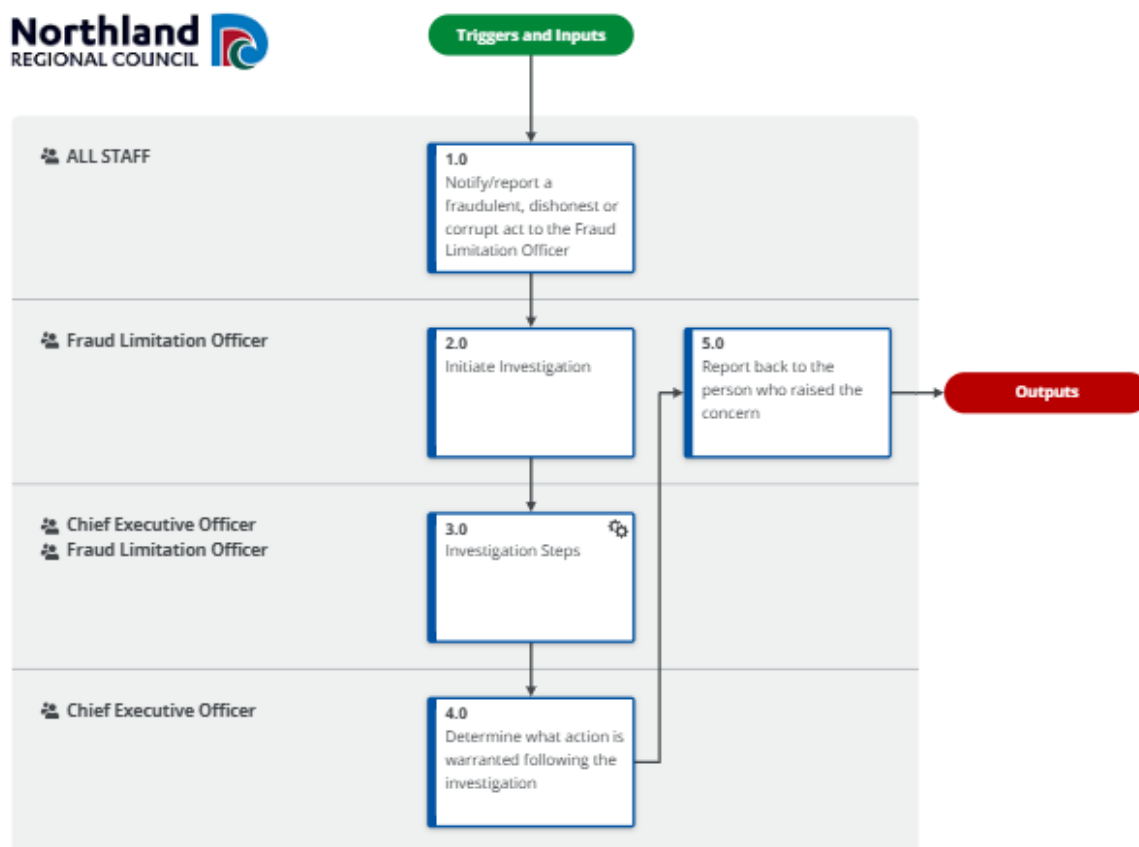 Northland
REGIONAL COUNCIL
Triggers and Inputs
ALL STAFF
1.0
Notify/report a
fraudulent, dishonest or
corrupt act to the Fraud
Limitation Officer
Fraud Limitation Officer
2.0
Initiate Investigation
5.0
Report back to the
person who raised the
concern
Outputs
Chief Executive Officer
Fraud Limitation Officer
3.0
Investigation Steps
Chief Executive Officer
4.0
Determine what action is
warranted following the
investigation